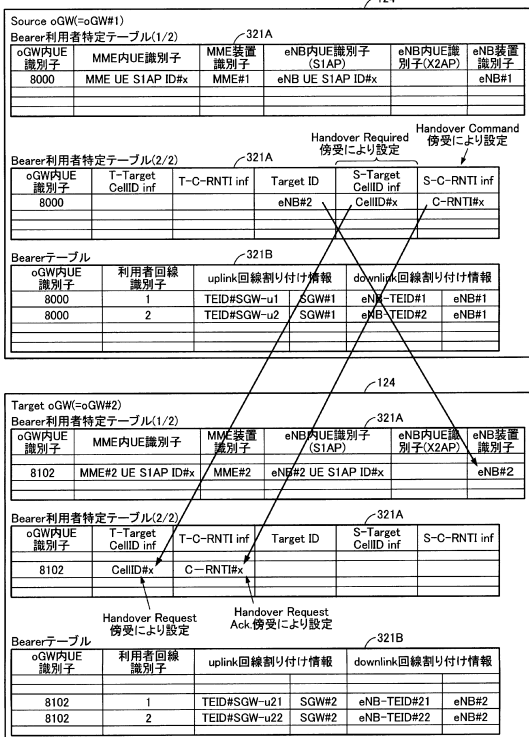 Source oGW(=oGW#1)
Bearer利用者特定テーブル(1/2) 321A
oGW内UE識別子 MME内UE識別子 MME装置識別子 eNB内UE識別子(S1AP) eNB内UE識別子(X2AP) eNB装置識別子
8000 MME UE S1AP ID#x MME#1 eNB UE S1AP ID#x eNB#1
Handover Required 傍受により設定
Handover Command 傍受により設定
Bearer利用者特定テーブル(2/2) 321A
oGW内UE識別子 T-Target CellID inf T-C-RNTI inf Target ID S-Target CellID inf S-C-RNTI inf
8000 eNB#2 CellID#x C-RNTI#x
Bearerテーブル 321B
oGW内UE識別子 利用者回線識別子 uplink回線割り付け情報 downlink回線割り付け情報
8000 1 TEID#SGW-u1 SGW#1 eNB-TEID#1 eNB#1
8000 2 TEID#SGW-u2 SGW#1 eNB-TEID#2 eNB#1
124
Target oGW(=oGW#2)
Bearer利用者特定テーブル(1/2) 321A
oGW内UE識別子 MME内UE識別子 MME装置識別子 eNB内UE識別子(S1AP) eNB内UE識別子(X2AP) eNB装置識別子
8102 MME#2 UE S1AP ID#x MME#2 eNB#2 UE S1AP ID#x eNB#2
Bearer利用者特定テーブル(2/2) 321A
oGW内UE識別子 T-Target CellID inf T-C-RNTI inf Target ID S-Target CellID inf S-C-RNTI inf
8102 CellID#x C-RNTI#x
Handover Request 傍受により設定
Handover Request Ack.傍受により設定
Bearerテーブル 321B
oGW内UE識別子 利用者回線識別子 uplink回線割り付け情報 downlink回線割り付け情報
8102 1 TEID#SGW-u21 SGW#2 eNB-TEID#21 eNB#2
8102 2 TEID#SGW-u22 SGW#2 eNB-TEID#22 eNB#2